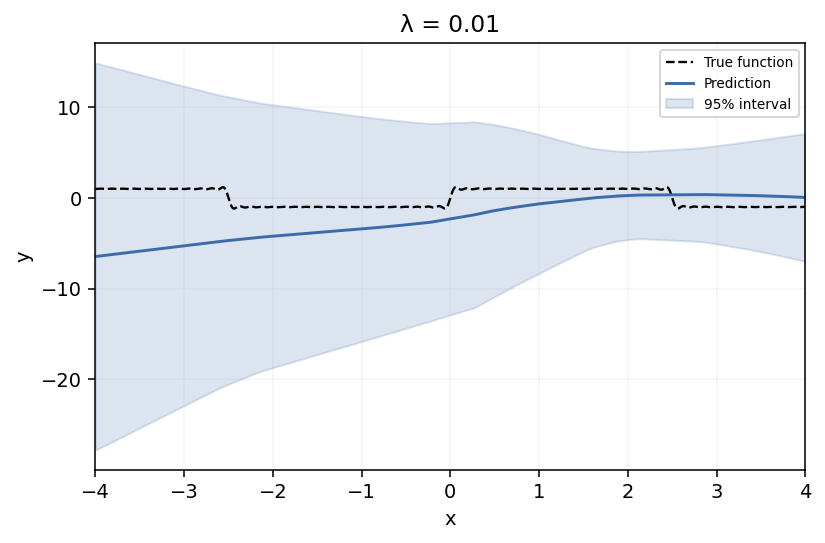 λ = 0.01
True function
Prediction
95% interval
10
0
−10
−20
y
−4 −3 −2 −1 0 1 2 3 4
x